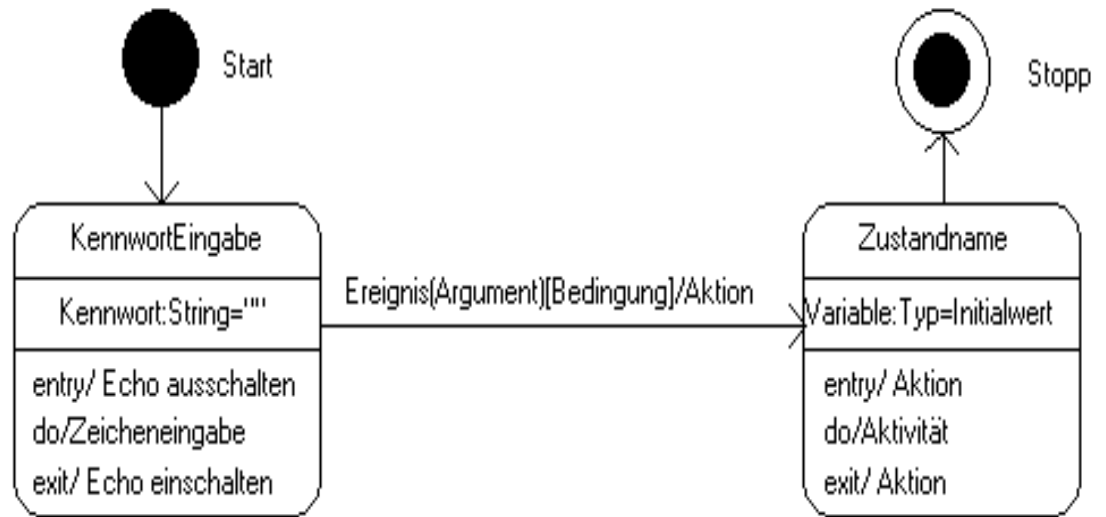 Start
Stopp
KennwortEingabe
Kennwort:String=""
entry/ Echo ausschalten
do/Zeicheneingabe
exit/ Echo einschalten
Ereignis(Argument)[Bedingung]/Aktion
Zustandname
Variable:Typ=Initialwert
entry/ Aktion
do/Aktivität
exit/ Aktion